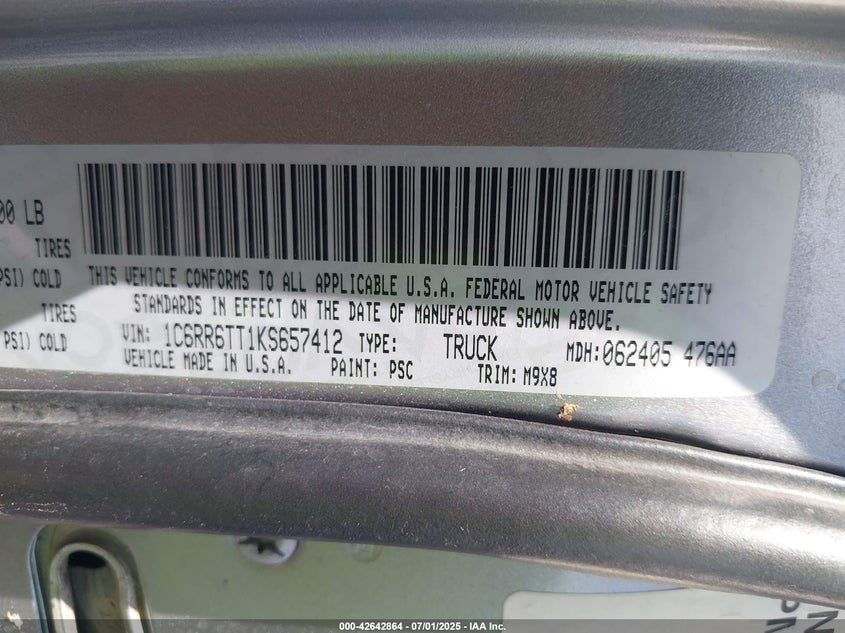 00 LB
TIRES
PSI) COLD
TIRES
PSI) COLD
THIS VEHICLE CONFORMS TO ALL APPLICABLE U.S.A. FEDERAL MOTOR VEHICLE SAFETY
STANDARDS IN EFFECT ON THE DATE OF MANUFACTURE SHOWN ABOVE.
VIN: 1C6RR6TT1KS657412 TYPE: TRUCK MDH: 062405 476AA
VEHICLE MADE IN U.S.A. PAINT: PSC TRIM: M9X8
000-42642864 / 07/01/2025 - IAA Inc.